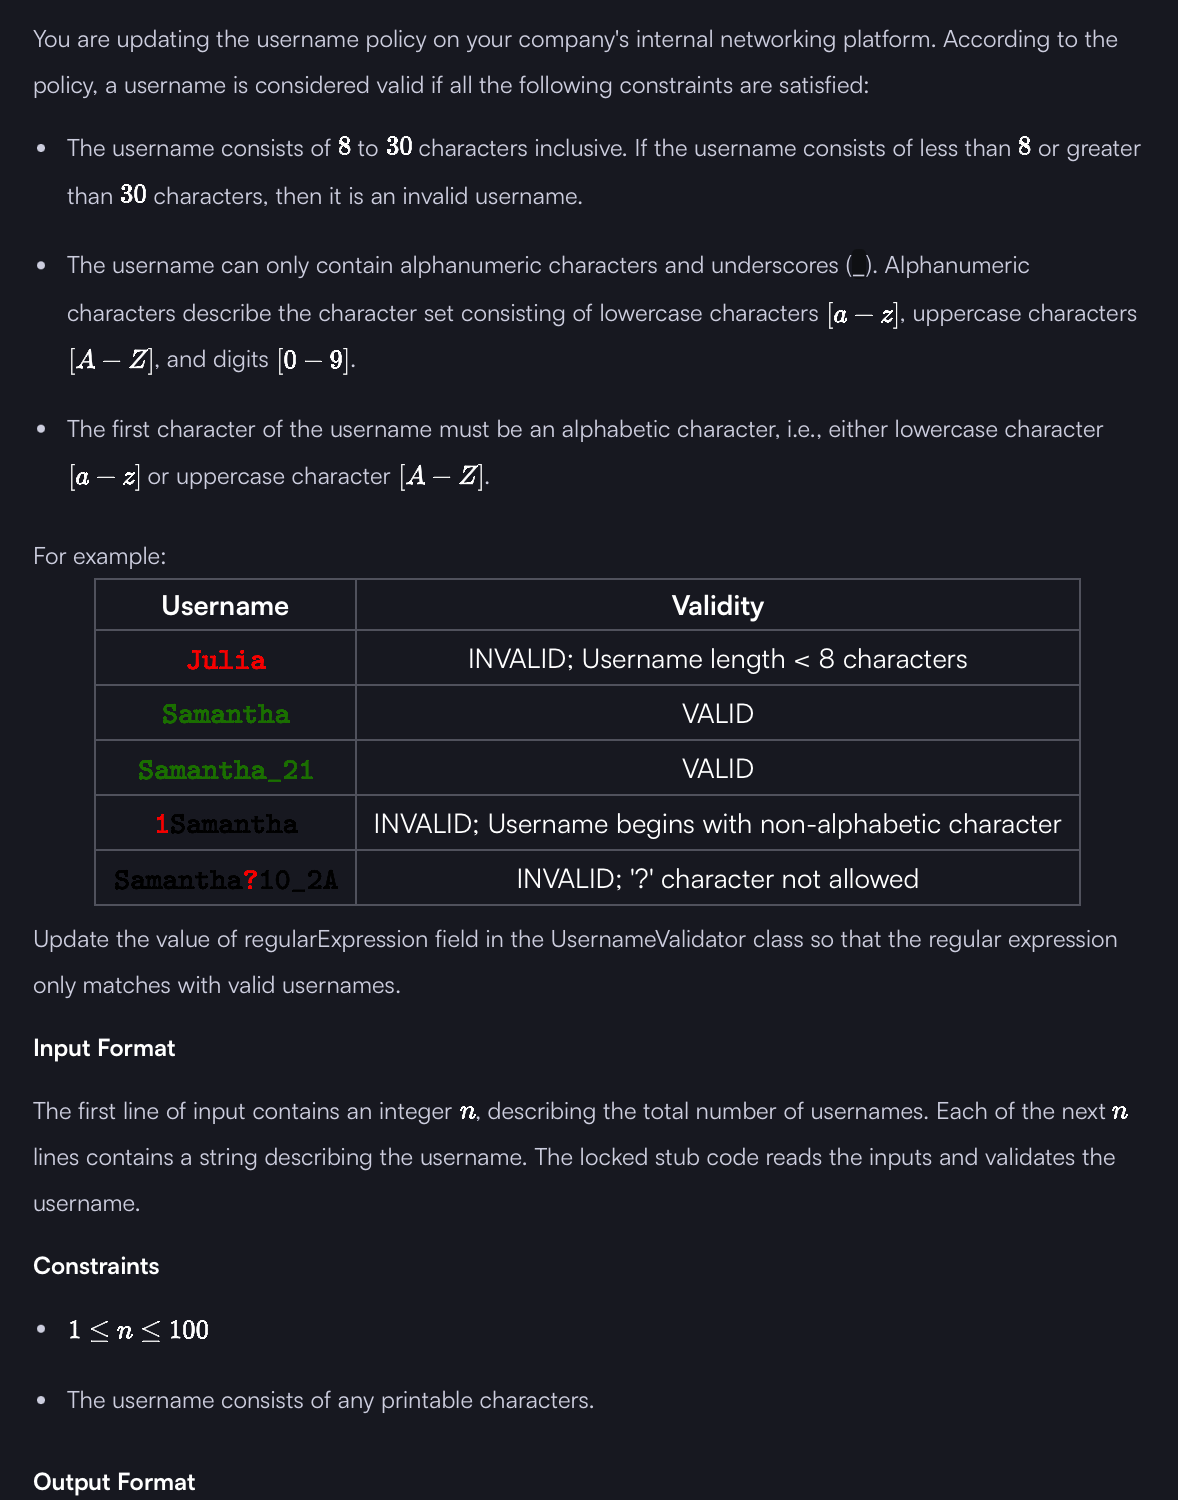 You are updating the username policy on your company's internal networking platform. According to the
policy, a username is considered valid if all the following constraints are satisfied:
• The username consists of 8 to 30 characters inclusive. If the username consists of less than 8 or greater
than 30 characters, then it is an invalid username.
• The username can only contain alphanumeric characters and underscores (_). Alphanumeric
characters describe the character set consisting of lowercase characters [a − z], uppercase characters
[A − Z], and digits [0 − 9].
• The first character of the username must be an alphabetic character, i.e., either lowercase character
[a − z] or uppercase character [A − Z].
For example:
Username Validity
Julia INVALID; Username length < 8 characters
Samantha VALID
Samantha_21 VALID
1Samantha INVALID; Username begins with non-alphabetic character
Samantha?10_2A INVALID; '?' character not allowed
Update the value of regularExpression field in the UsernameValidator class so that the regular expression
only matches with valid usernames.
Input Format
The first line of input contains an integer n, describing the total number of usernames. Each of the next n
lines contains a string describing the username. The locked stub code reads the inputs and validates the
username.
Constraints
• 1 ≤ n ≤ 100
• The username consists of any printable characters.
Output Format